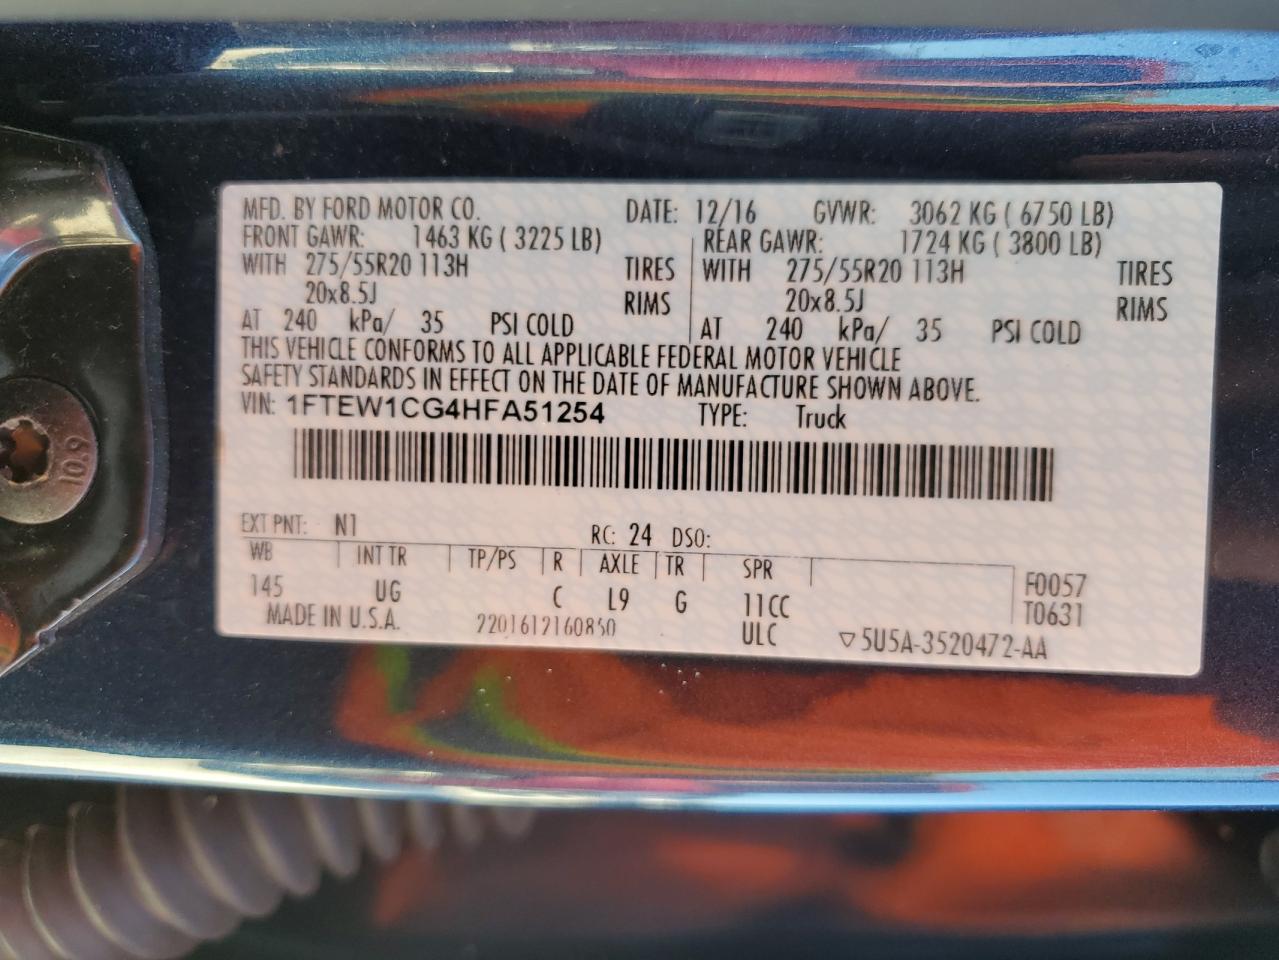 MFD. BY FORD MOTOR CO. DATE: 12/16 GVWR: 3062 KG ( 6750 LB)
FRONT GAWR: 1463 KG ( 3225 LB) REAR GAWR: 1724 KG ( 3800 LB)
WITH 275/55R20 113H TIRES WITH 275/55R20 113H TIRES
20x8.5J RIMS 20x8.5J RIMS
AT 240 kPa/ 35 PSI COLD AT 240 kPa/ 35 PSI COLD
THIS VEHICLE CONFORMS TO ALL APPLICABLE FEDERAL MOTOR VEHICLE
SAFETY STANDARDS IN EFFECT ON THE DATE OF MANUFACTURE SHOWN ABOVE.
VIN: 1FTEW1CG4HFA51254 TYPE: Truck
EXT PNT: N1 RC: 24 DSO:
WB INT TR TP/PS R AXLE TR SPR
145 UG C L9 G 11CC F0057
MADE IN U.S.A. 2201612160850 ULC T0631
▽5U5A-3520472-AA
10.9